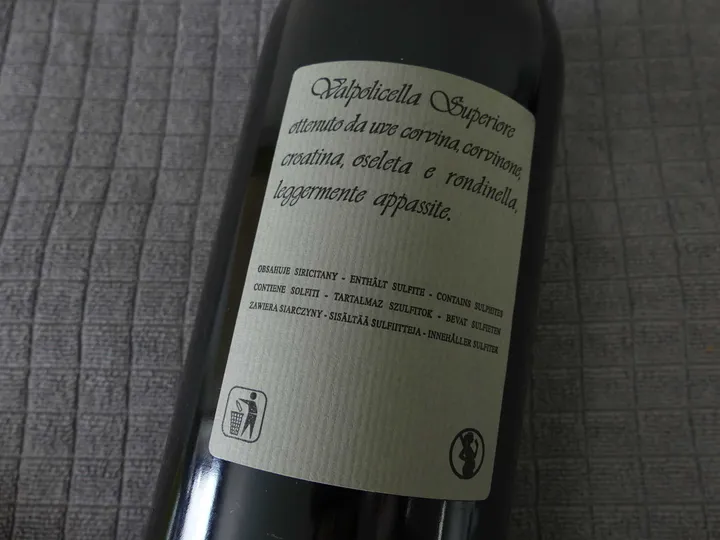 Valpolicella Superiore
ottenuto da uve corvina, corvinone,
croatina, oseleta e rondinella,
leggermente appassite.
OBSAHUJE SIRICITANY - ENTHÄLT SULFITE - CONTAINS SULPHITES
CONTIENE SOLFITI - TARTALMAZ SZULFITOK - BEVAT SULFIETEN
ZAWIERA SIARCZYNY - SISÄLTÄÄ SULFIITTEJA - INNEHÅLLER SULFITER